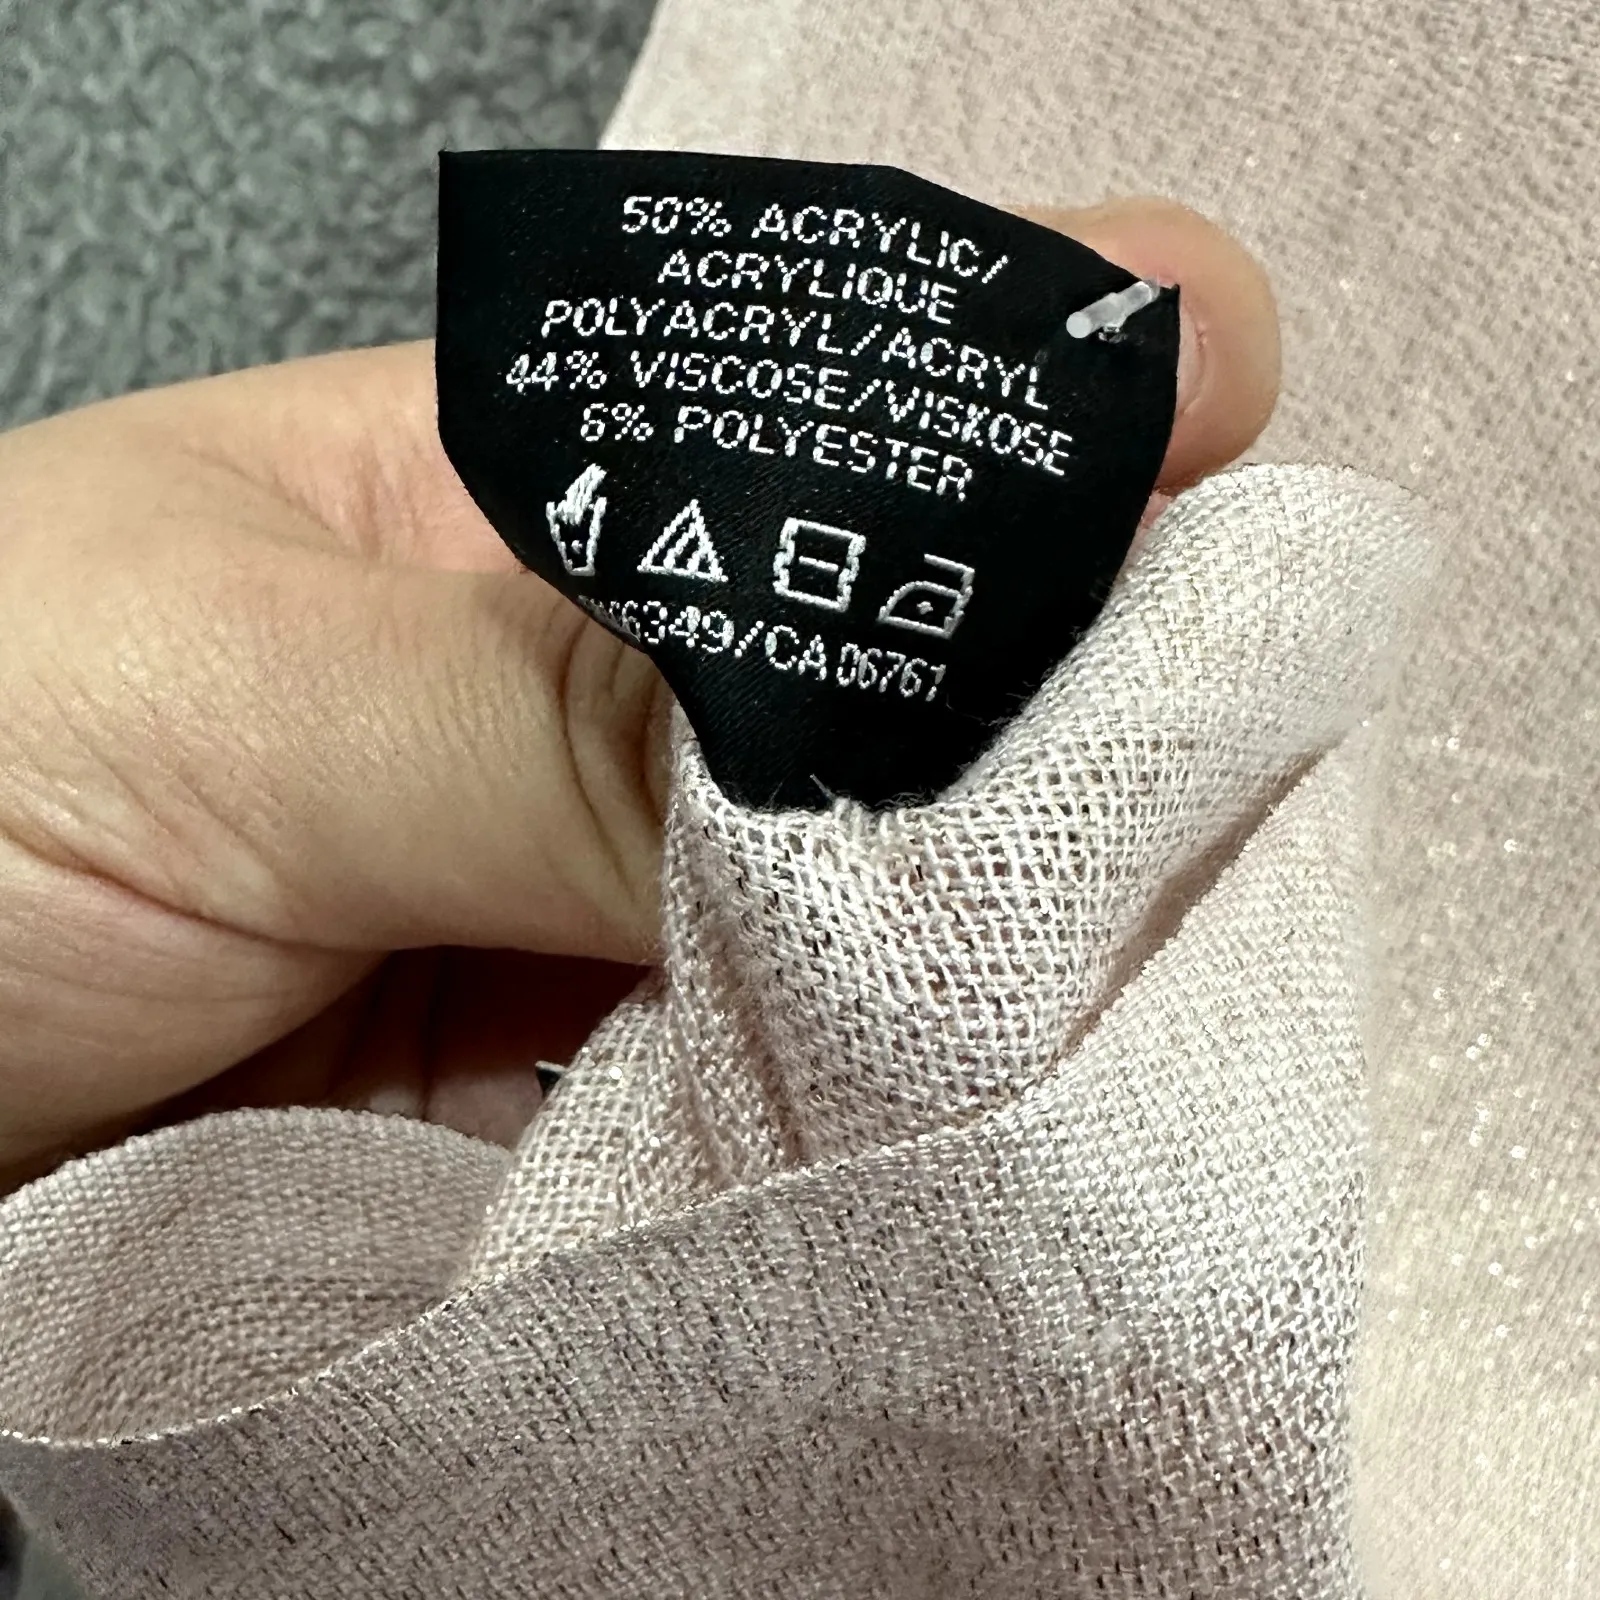 50% ACRYLIC/
ACRYLIQUE
POLYACRYL/ACRYL
44% VISCOSE/VISKOSE
6% POLYESTER
6349/CA 06761